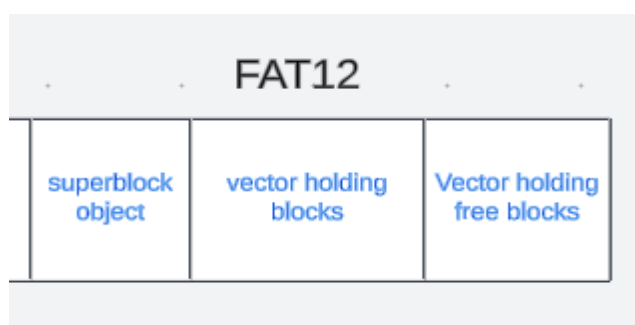 FAT12
superblock
object
vector holding
blocks
Vector holding
free blocks